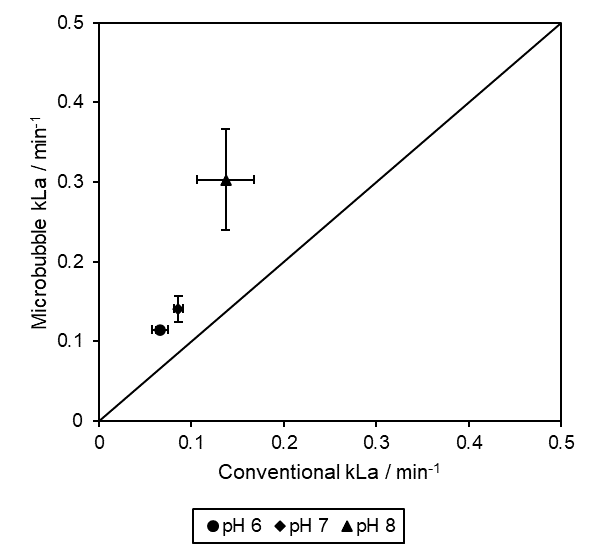 0.5
0.4
0.3
0.2
0.1
0
Microbubble kLa / min⁻¹
0 0.1 0.2 0.3 0.4 0.5
Conventional kLa / min⁻¹
pH 6 pH 7 pH 8